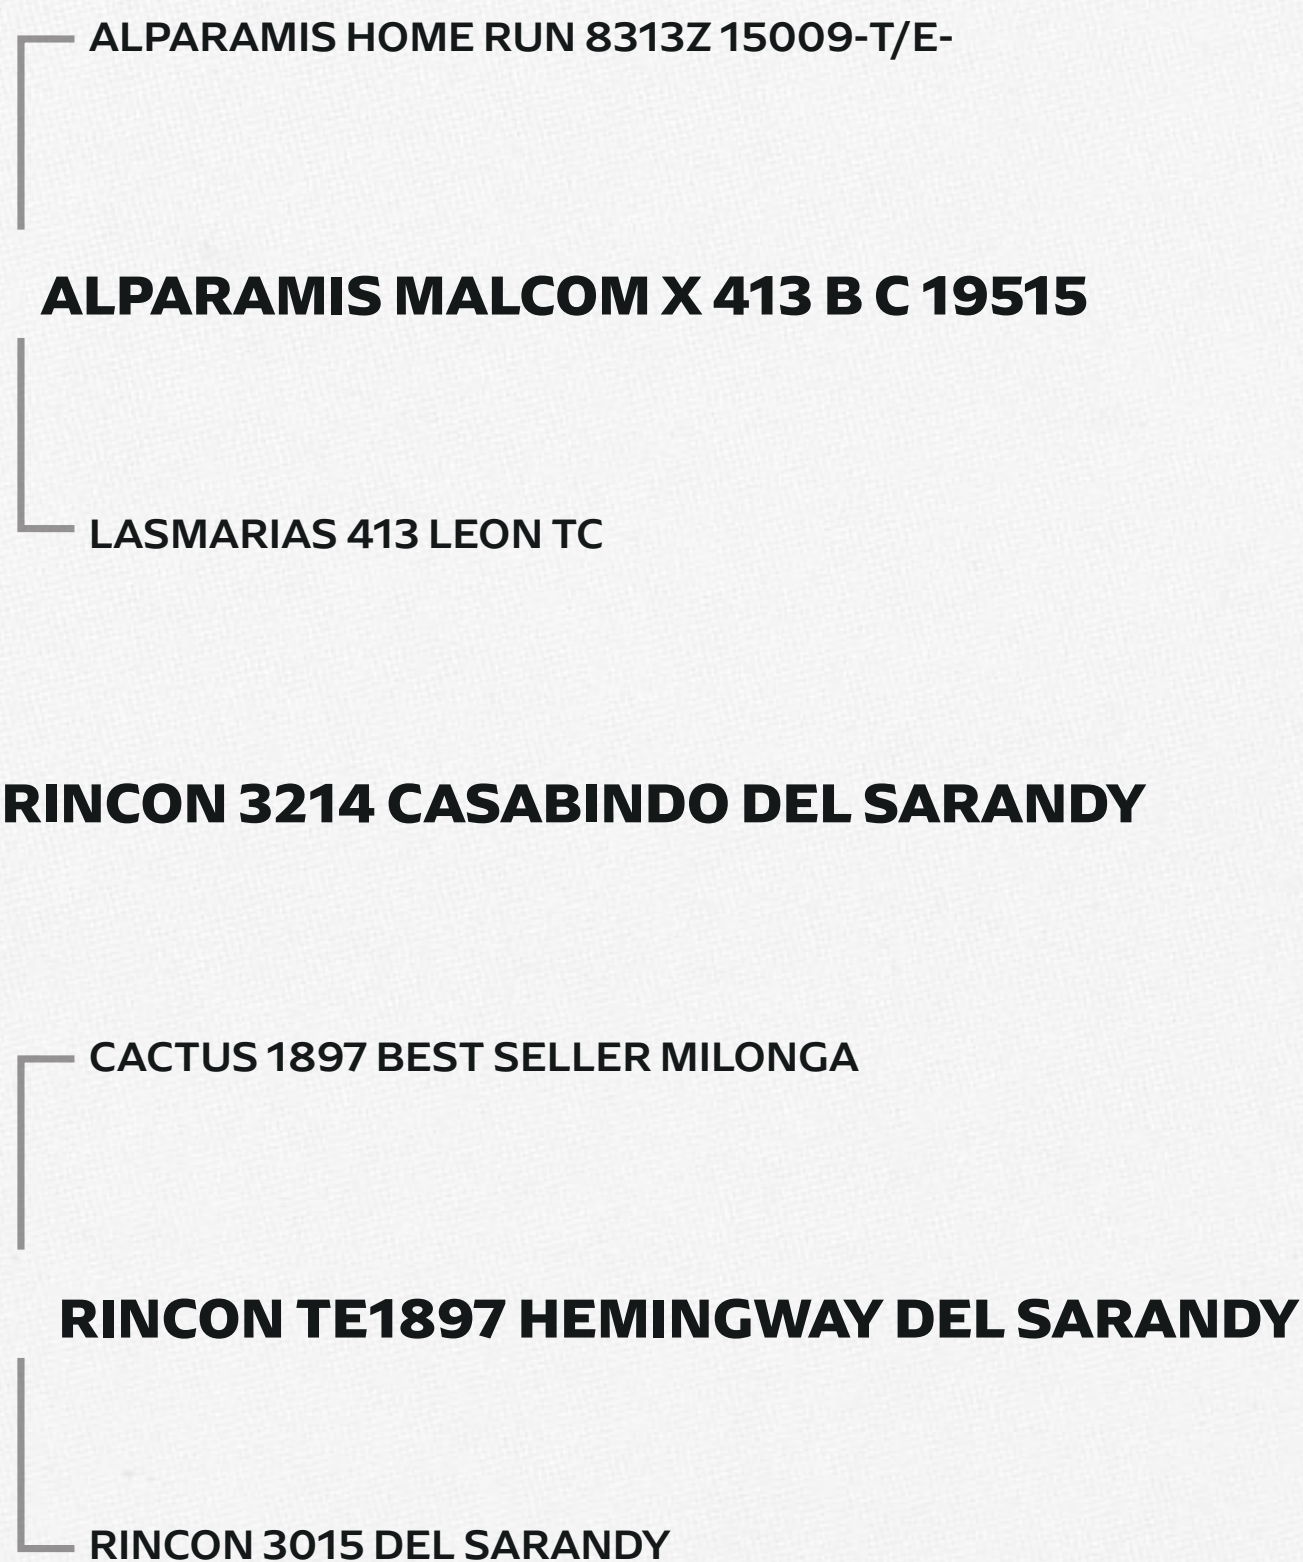 ALPARAMIS HOME RUN 8313Z 15009-T/E-
ALPARAMIS MALCOM X 413 B C 19515
LASMARIAS 413 LEON TC
RINCON 3214 CASABINDO DEL SARANDY
CACTUS 1897 BEST SELLER MILONGA
RINCON TE1897 HEMINGWAY DEL SARANDY
RINCON 3015 DEL SARANDY